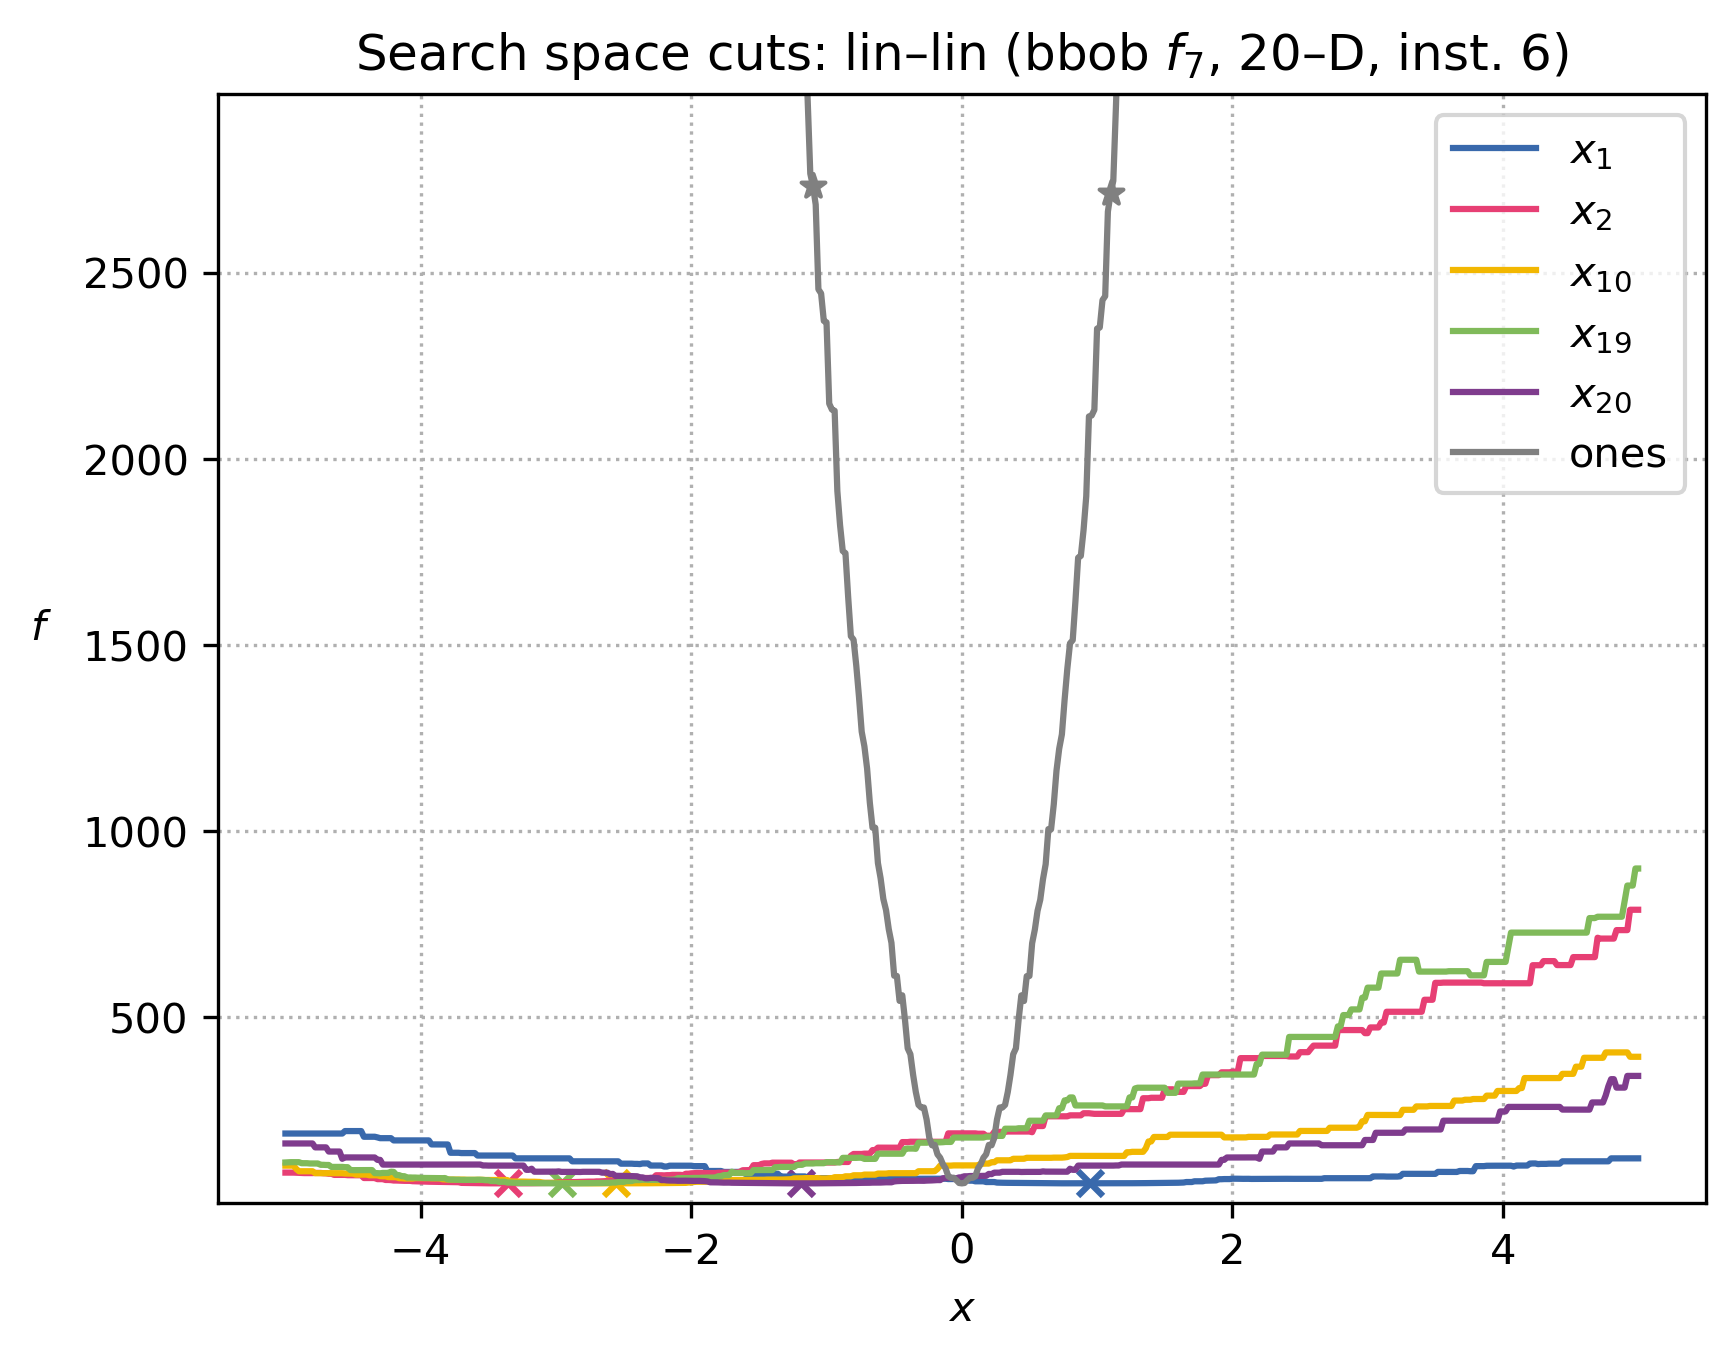 Search space cuts: lin–lin (bbob f₇, 20–D, inst. 6)
x₁
x₂
x₁₀
x₁₉
x₂₀
ones
2500
2000
f
1500
1000
500
−4 −2 0 2 4
x